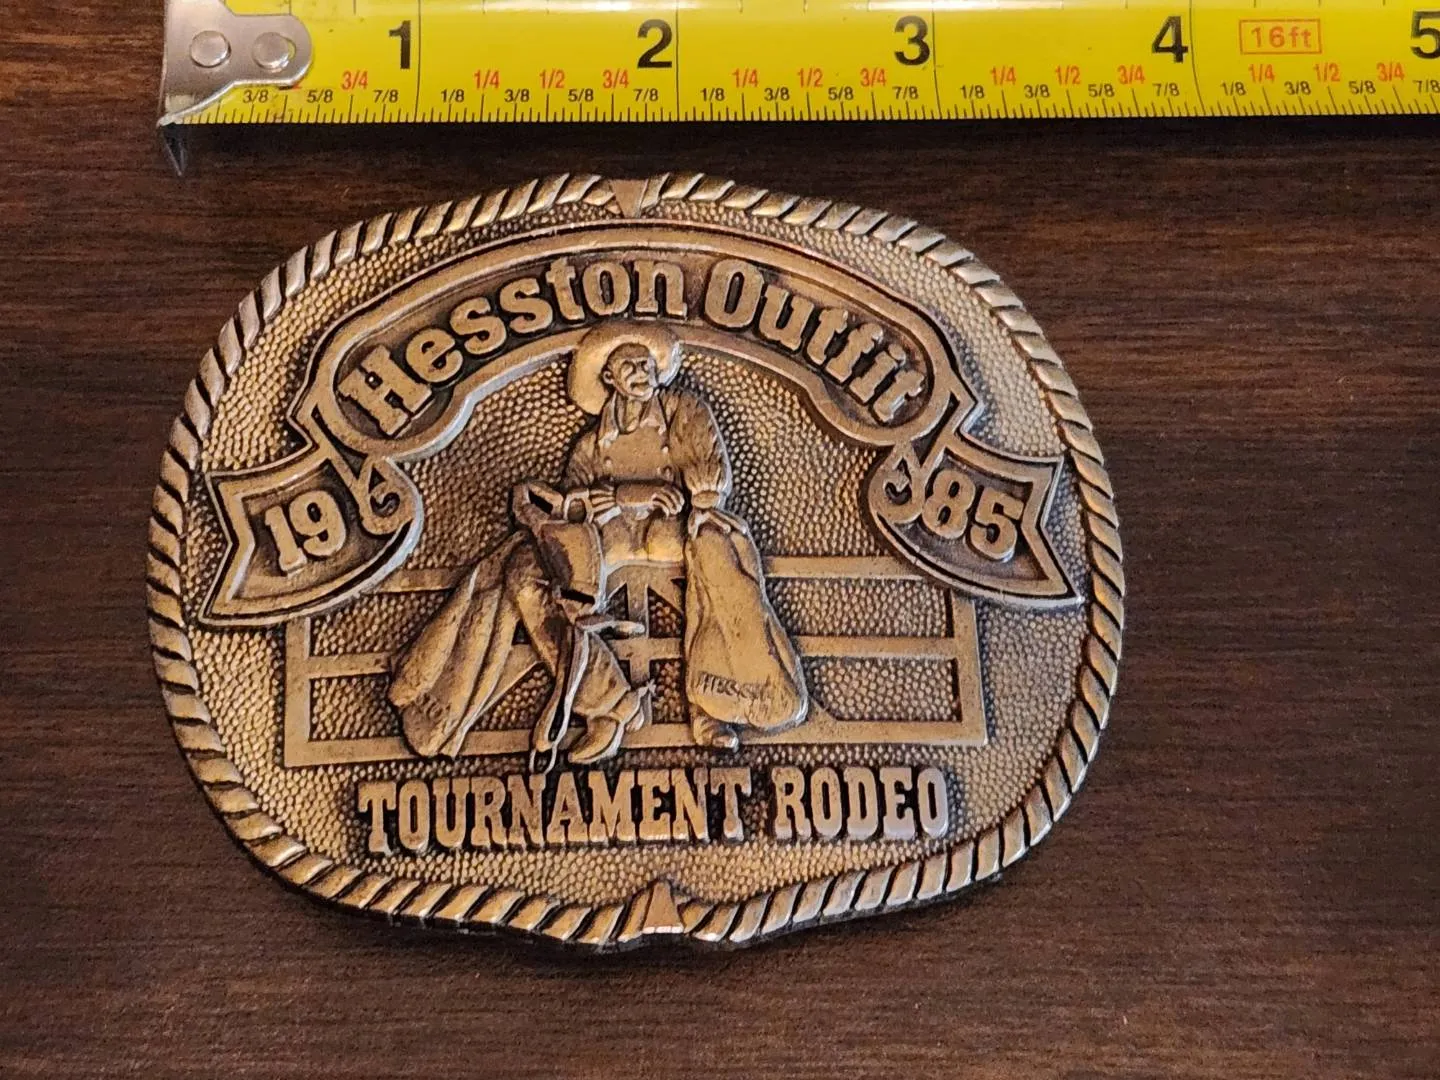 1 2 3 4 16ft 5
3/4 1/4 1/2 3/4 1/4 1/2 3/4 1/4 1/2 3/4 1/4 1/2 3/4
3/8 5/8 7/8 1/8 3/8 5/8 7/8 1/8 3/8 5/8 7/8 1/8 3/8 5/8 7/8 1/8 3/8 5/8 7/8
Hesston Outfit
19 85
TOURNAMENT RODEO